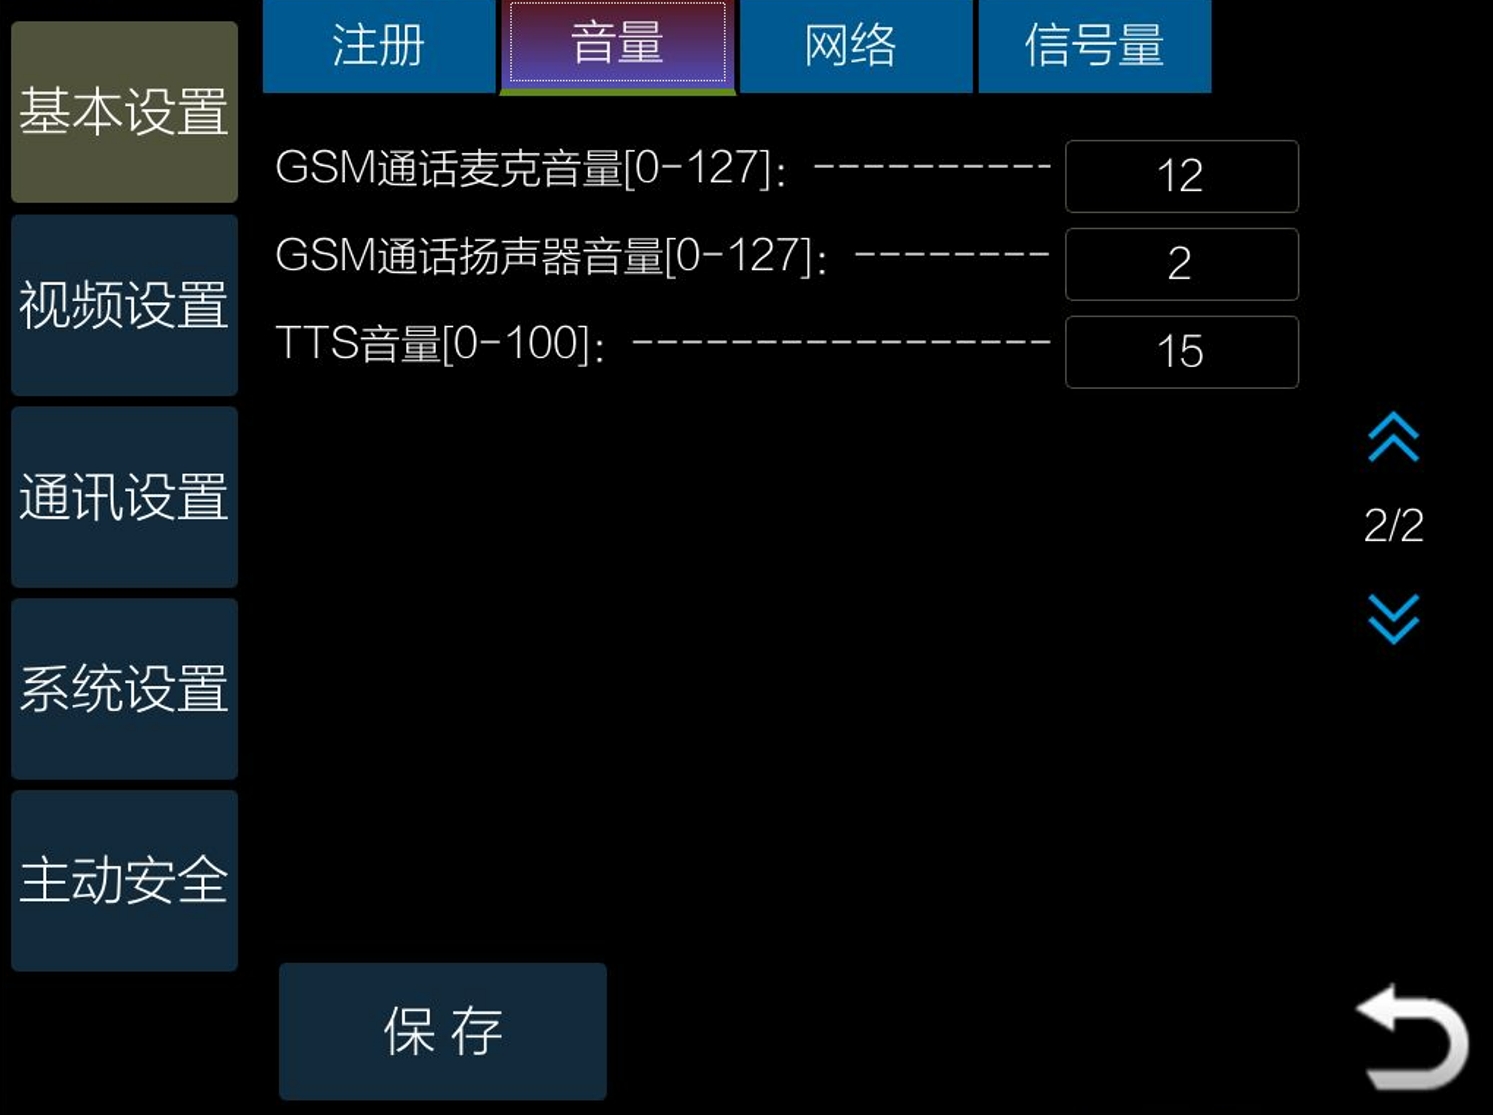 注册 音量 网络 信号量
基本设置
视频设置
通讯设置
系统设置
主动安全
GSM通话麦克音量[0-127]: ---------- 12
GSM通话扬声器音量[0-127]: -------- 2
TTS音量[0-100]: ----------------- 15
2/2
保存